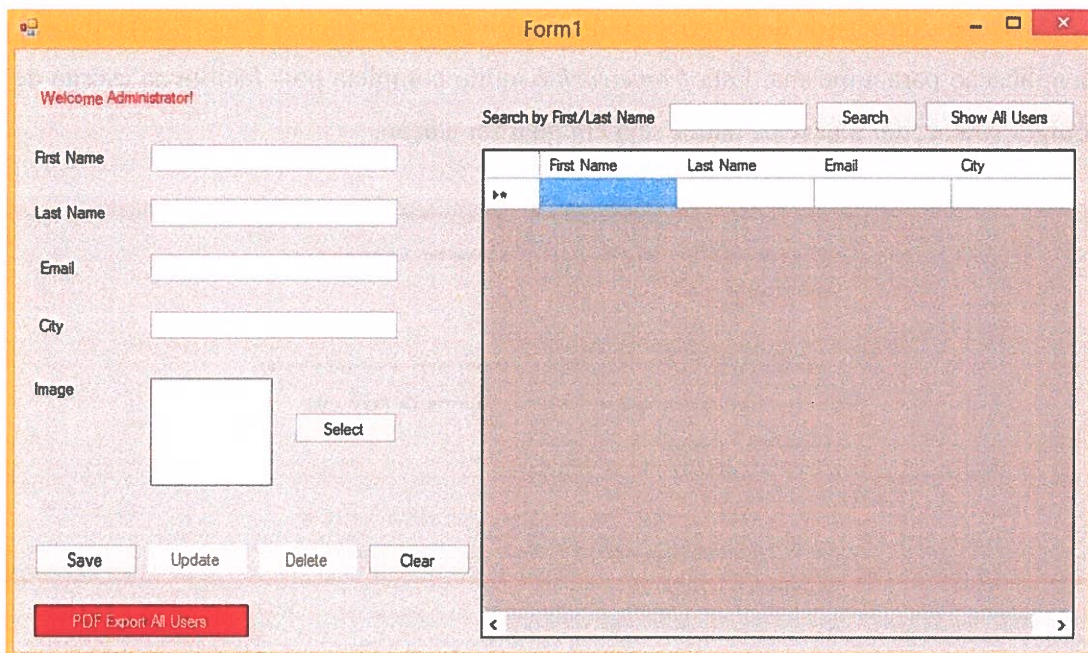 Form1
Welcome Administrator!
First Name
Last Name
Email
City
Image
Select
Save Update Delete Clear
PDF Export All Users
Search by First/Last Name Search Show All Users
First Name Last Name Email City